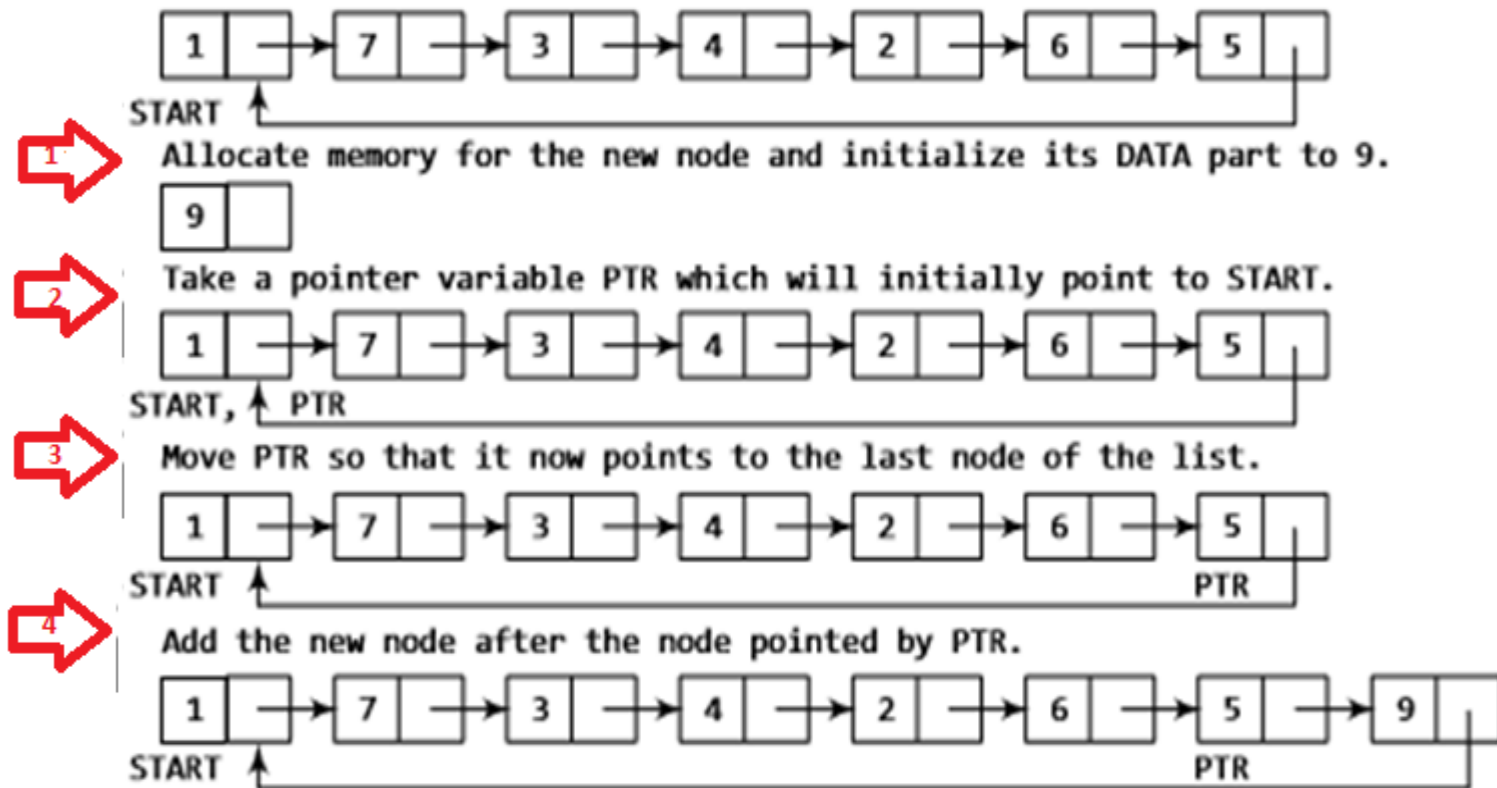 1 7 3 4 2 6 5
START
1
Allocate memory for the new node and initialize its DATA part to 9.
9
2
Take a pointer variable PTR which will initially point to START.
1 7 3 4 2 6 5
START, PTR
3
Move PTR so that it now points to the last node of the list.
1 7 3 4 2 6 5
START PTR
4
Add the new node after the node pointed by PTR.
1 7 3 4 2 6 5 9
START PTR